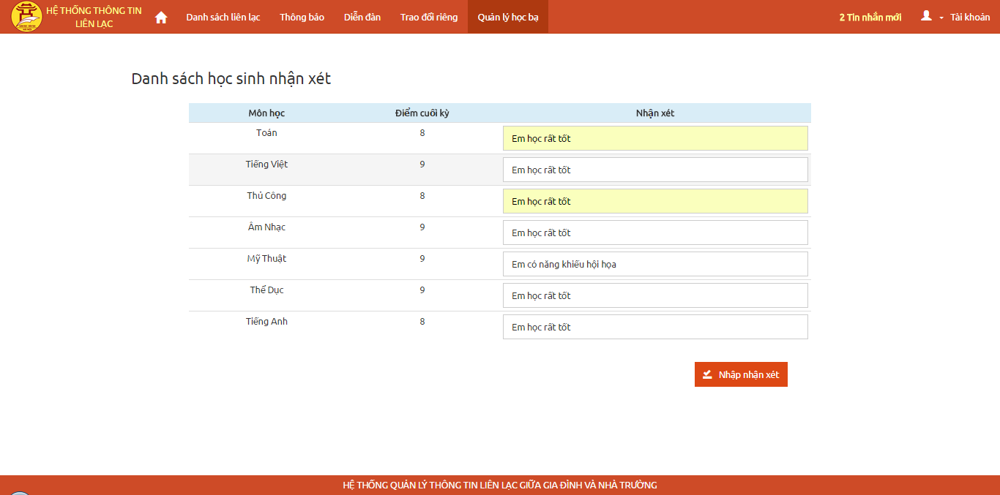 HỆ THỐNG THÔNG TIN
LIÊN LẠC
Danh sách liên lạc Thông báo Diễn đàn Trao đổi riêng Quản lý học bạ 2 Tin nhắn mới Tài khoản
Danh sách học sinh nhận xét
Môn học Điểm cuối kỳ Nhận xét
Toán 8 Em học rất tốt
Tiếng Việt 9 Em học rất tốt
Thủ Công 8 Em học rất tốt
Âm Nhạc 9 Em học rất tốt
Mỹ Thuật 9 Em có năng khiếu hội họa
Thể Dục 9 Em học rất tốt
Tiếng Anh 8 Em học rất tốt
Nhập nhận xét
HỆ THỐNG QUẢN LÝ THÔNG TIN LIÊN LẠC GIỮA GIA ĐÌNH VÀ NHÀ TRƯỜNG